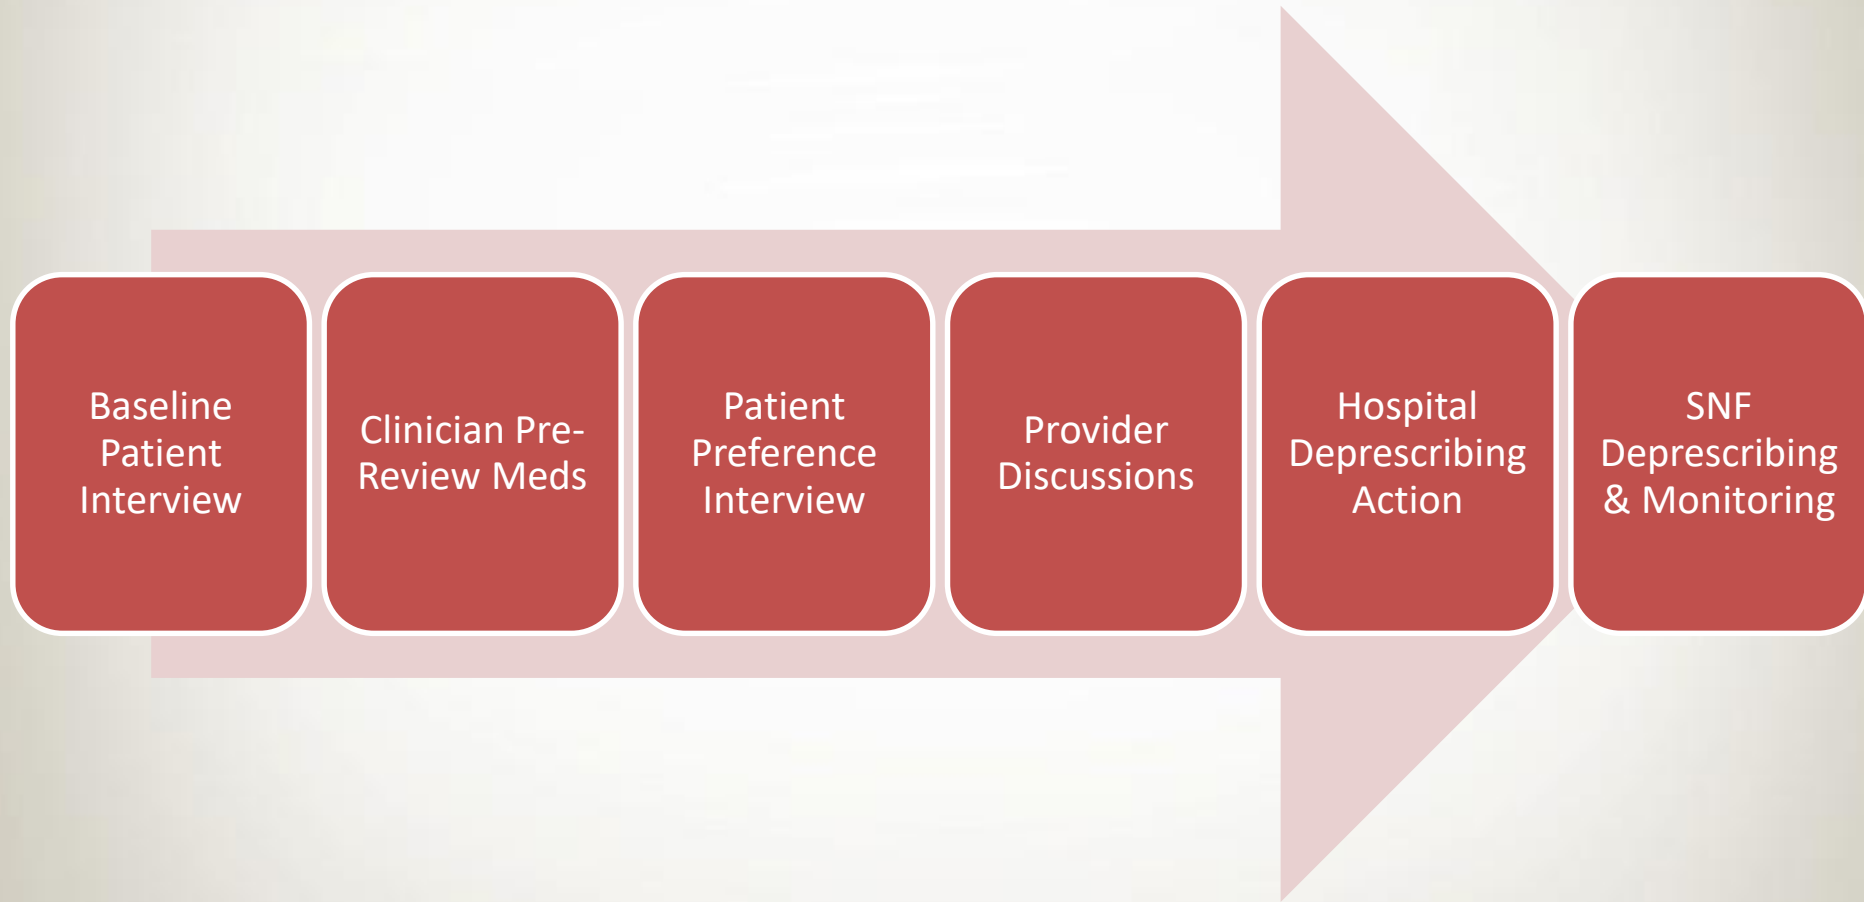 Baseline
Patient
Interview
Clinician Pre-
Review Meds
Patient
Preference
Interview
Provider
Discussions
Hospital
Deprescribing
Action
SNF
Deprescribing
& Monitoring